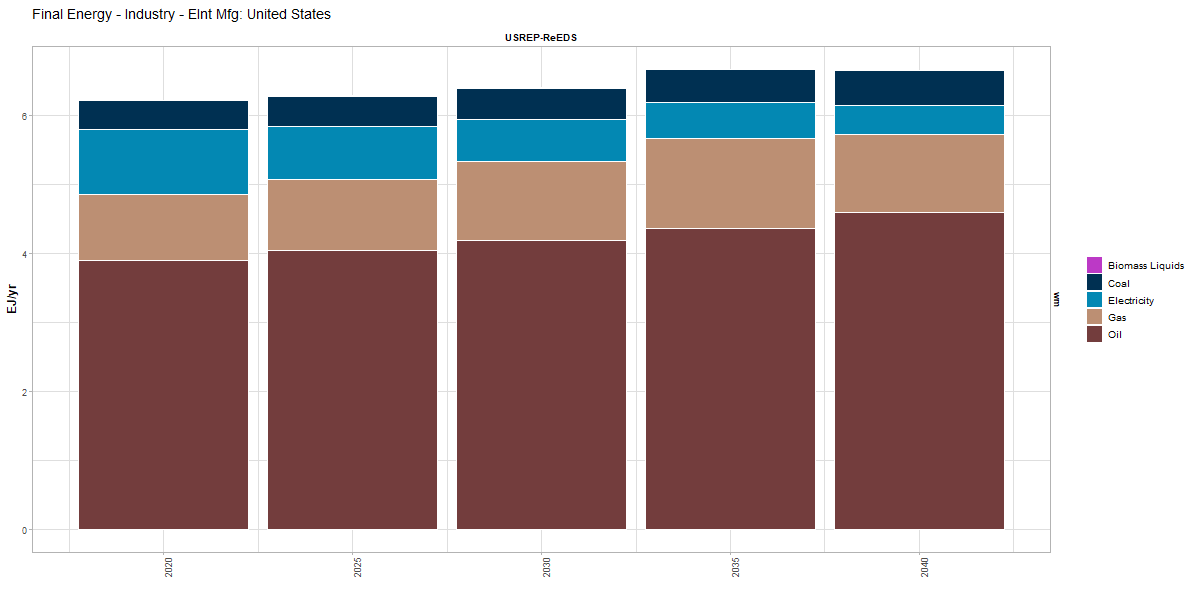 Final Energy - Industry - EInt Mfg: United States
USREP-ReEDS
6
4
2
0
EJ/yr
2020
2025
2030
2035
2040
wm
Biomass Liquids
Coal
Electricity
Gas
Oil